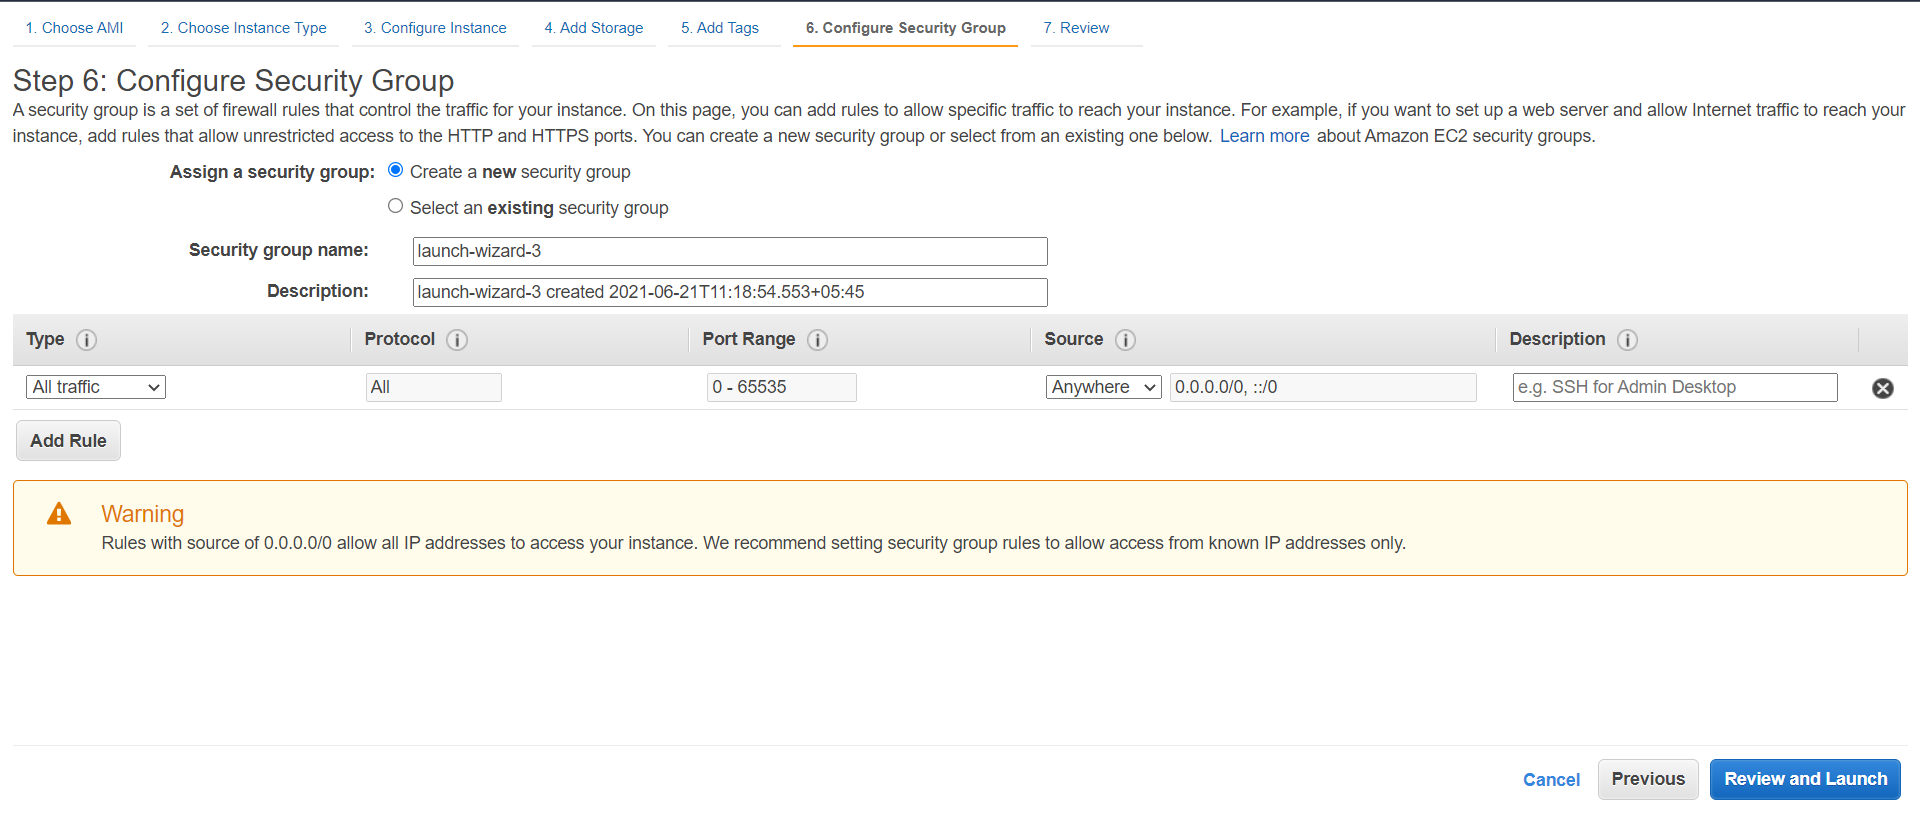 1. Choose AMI 2. Choose Instance Type 3. Configure Instance 4. Add Storage 5. Add Tags 6. Configure Security Group 7. Review
Step 6: Configure Security Group
A security group is a set of firewall rules that control the traffic for your instance. On this page, you can add rules to allow specific traffic to reach your instance. For example, if you want to set up a web server and allow Internet traffic to reach your
instance, add rules that allow unrestricted access to the HTTP and HTTPS ports. You can create a new security group or select from an existing one below. Learn more about Amazon EC2 security groups.
Assign a security group: Create a new security group
Select an existing security group
Security group name: launch-wizard-3
Description: launch-wizard-3 created 2021-06-21T11:18:54.553+05:45
Type i Protocol i Port Range i Source i Description i
All traffic All 0 - 65535 Anywhere 0.0.0.0/0, ::/0 e.g. SSH for Admin Desktop
Add Rule
Warning
Rules with source of 0.0.0.0/0 allow all IP addresses to access your instance. We recommend setting security group rules to allow access from known IP addresses only.
Cancel Previous Review and Launch